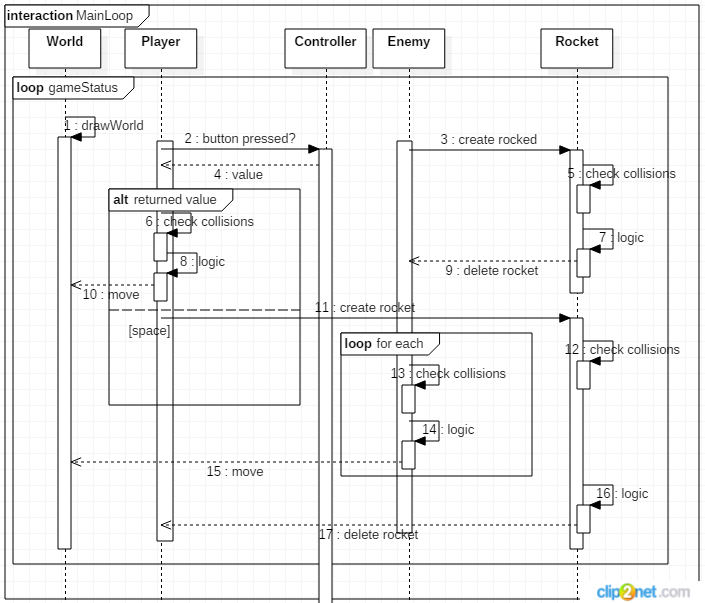 interaction MainLoop
World
Player
Controller
Enemy
Rocket
loop gameStatus
1 : drawWorld
2 : button pressed?
3 : create rocked
4 : value
5 : check collisions
alt returned value
6 : check collisions
7 : logic
8 : logic
9 : delete rocket
10 : move
11 : create rocket
[space]
loop for each
12 : check collisions
13 : check collisions
14 : logic
15 : move
16 : logic
17 : delete rocket
clip2net.com